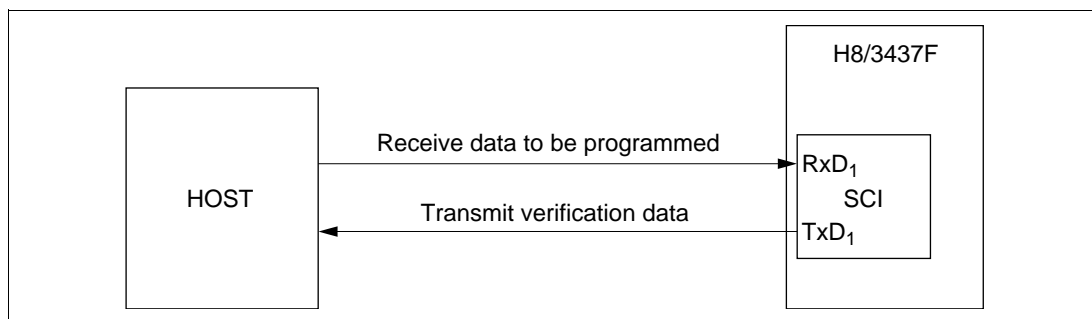 H8/3437F
Receive data to be programmed
RxD₁
HOST
SCI
Transmit verification data
TxD₁